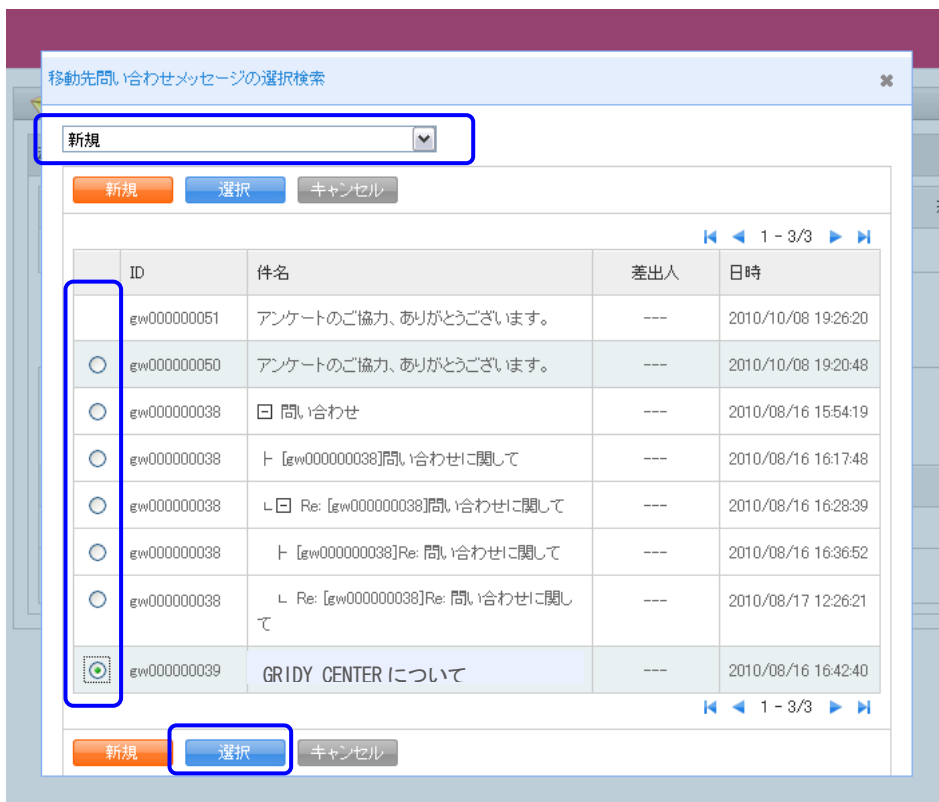 移動先問い合わせメッセージの選択検索
新規
新規 選択 キャンセル
1 - 3/3
ID 件名 差出人 日時
gw000000051 アンケートのご協力、ありがとうございます。 --- 2010/10/08 19:26:20
gw000000050 アンケートのご協力、ありがとうございます。 --- 2010/10/08 19:20:48
gw000000038 問い合わせ --- 2010/08/16 15:54:19
gw000000038 ├ [gw000000038]問い合わせに関して --- 2010/08/16 16:17:48
gw000000038 └ Re: [gw000000038]問い合わせに関して --- 2010/08/16 16:28:39
gw000000038 ├ [gw000000038]Re: 問い合わせに関して --- 2010/08/16 16:36:52
gw000000038 └ Re: [gw000000038]Re: 問い合わせに関し --- 2010/08/17 12:26:21
て
gw000000039 GRIDY CENTERについて --- 2010/08/16 16:42:40
1 - 3/3
新規 選択 キャンセル